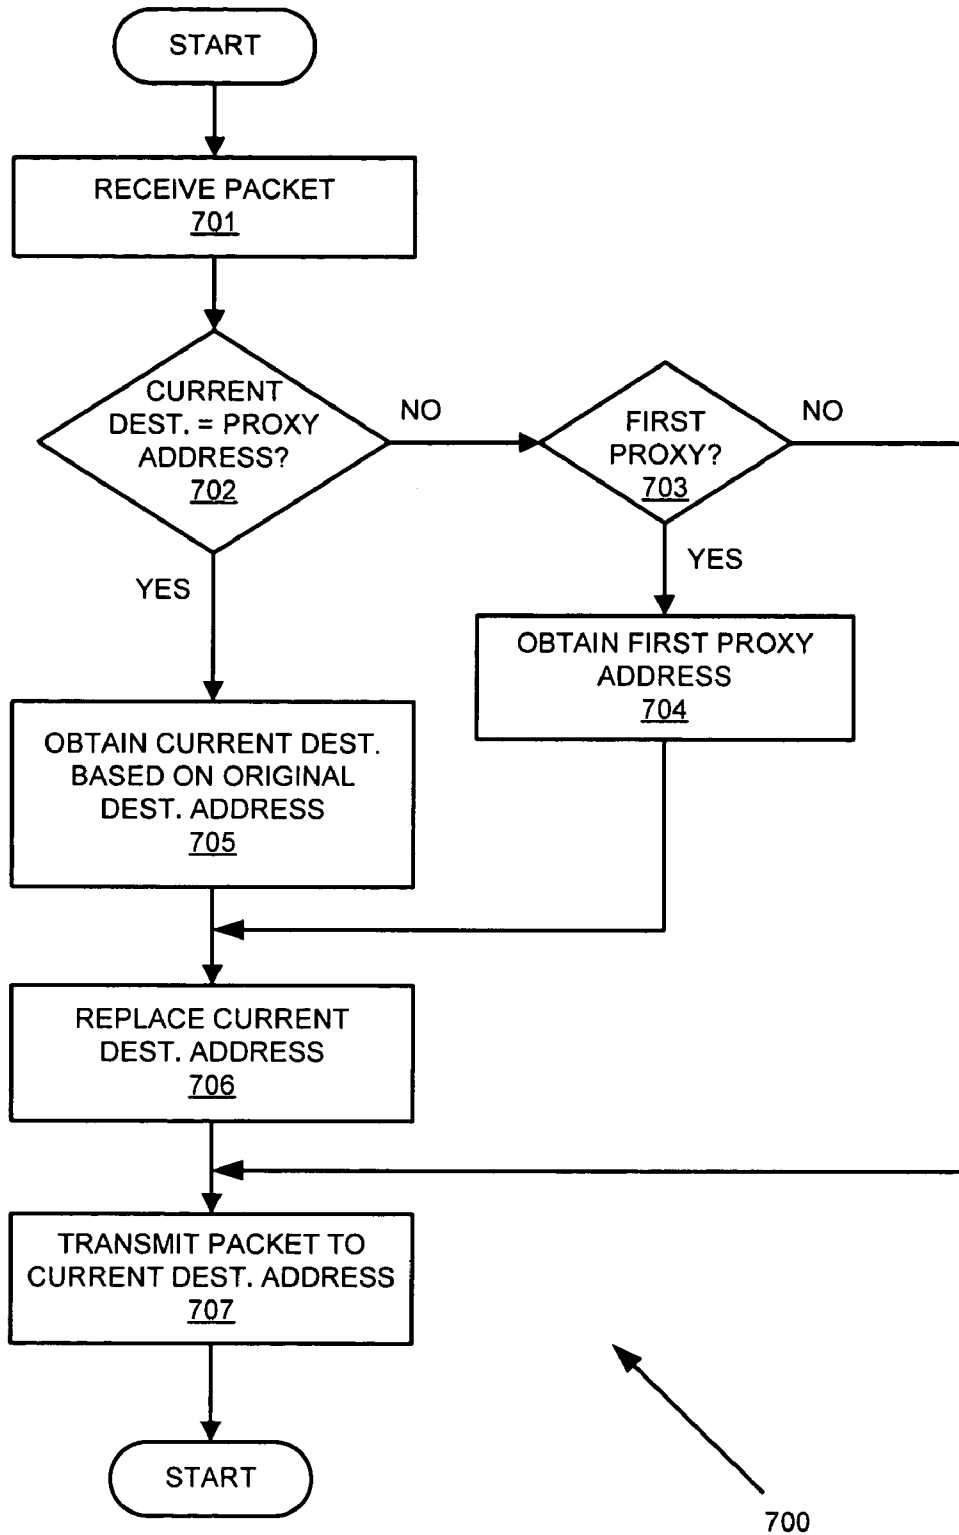 START
RECEIVE PACKET
701
CURRENT
DEST. = PROXY
ADDRESS?
702
NO
FIRST
PROXY?
703
NO
YES
YES
OBTAIN FIRST PROXY
ADDRESS
704
OBTAIN CURRENT DEST.
BASED ON ORIGINAL
DEST. ADDRESS
705
REPLACE CURRENT
DEST. ADDRESS
706
TRANSMIT PACKET TO
CURRENT DEST. ADDRESS
707
START
700